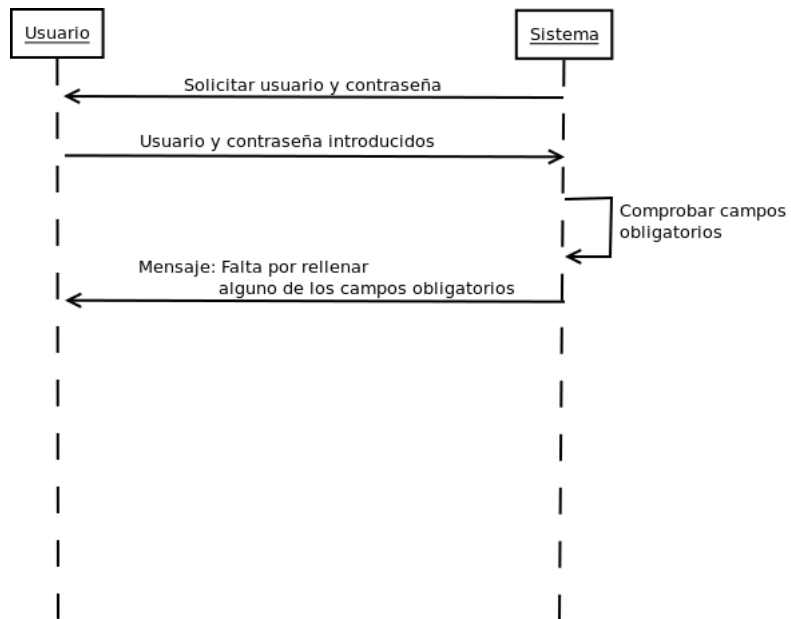 Usuario
Sistema
Solicitar usuario y contraseña
Usuario y contraseña introducidos
Comprobar campos
obligatorios
Mensaje: Falta por rellenar
alguno de los campos obligatorios